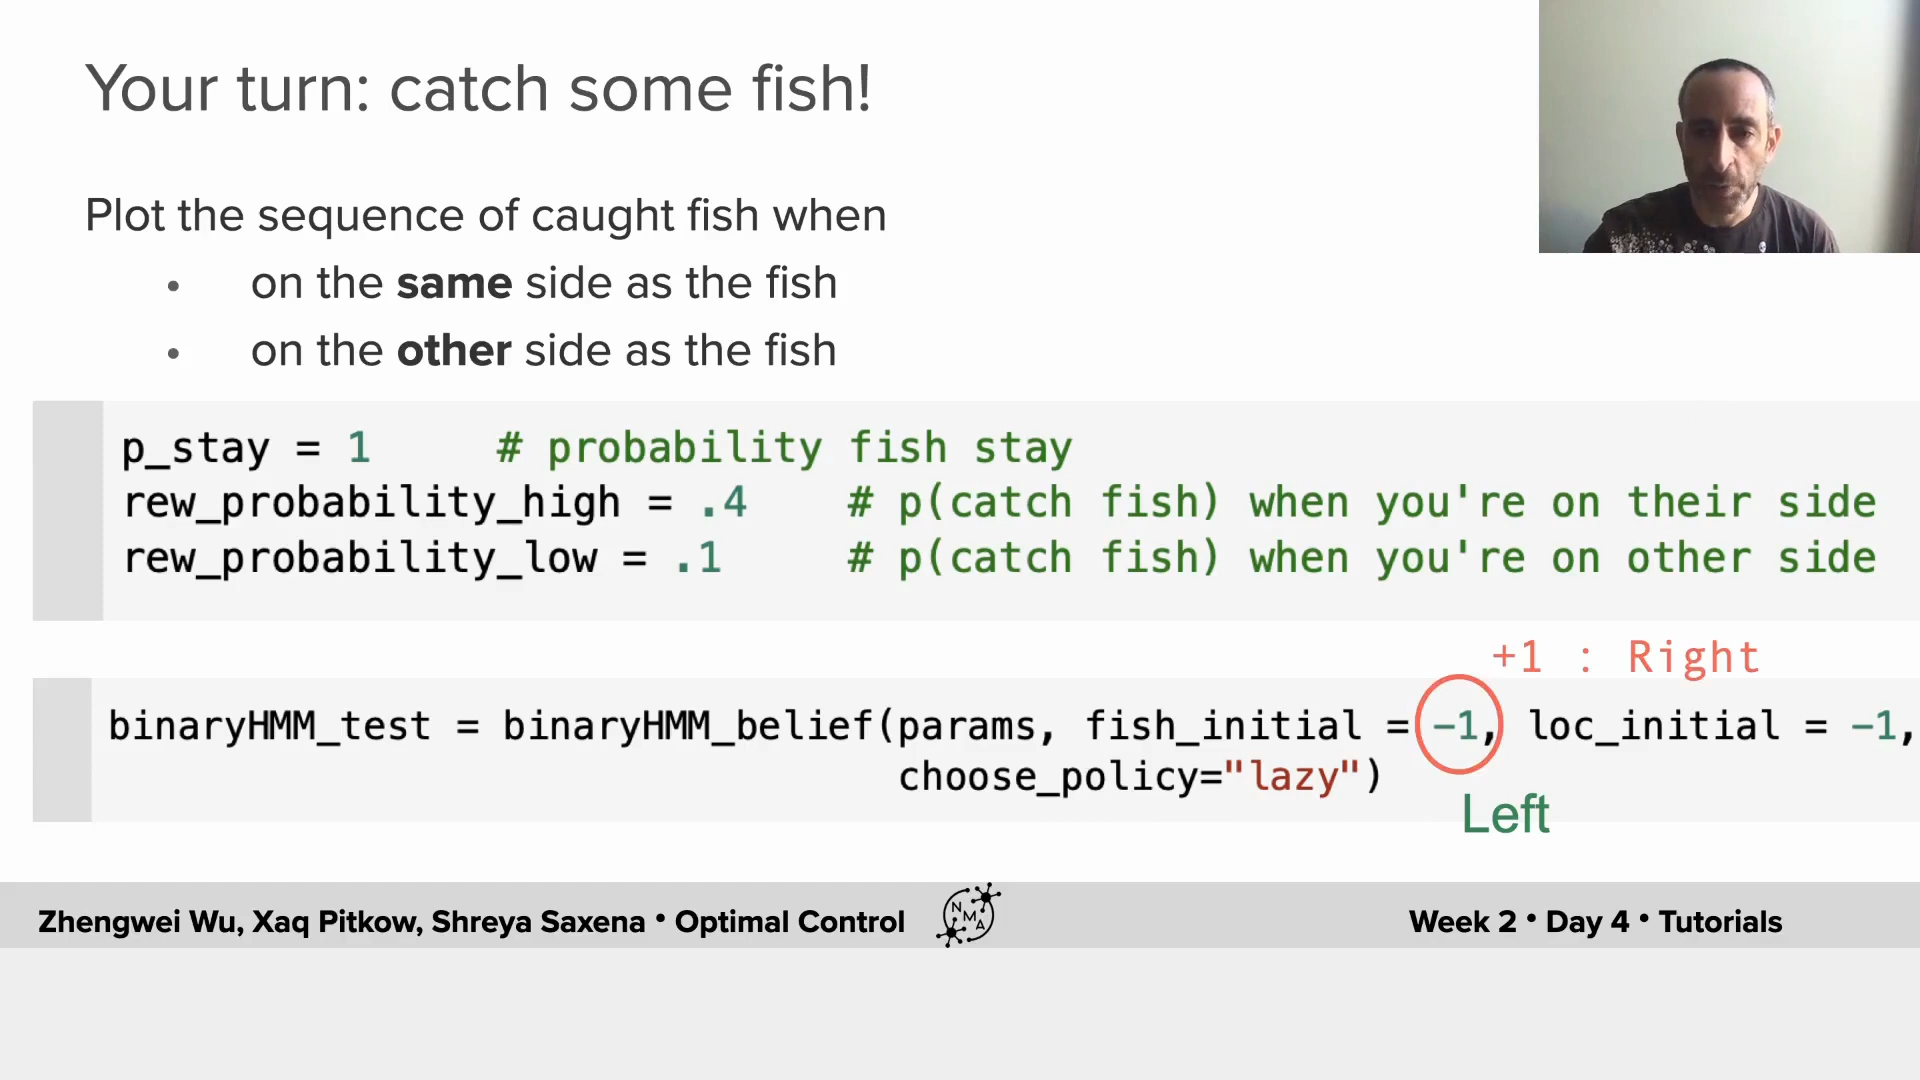 Your turn: catch some fish!
Plot the sequence of caught fish when
• on the same side as the fish
• on the other side as the fish
p_stay = 1 # probability fish stay
rew_probability_high = .4 # p(catch fish) when you're on their side
rew_probability_low = .1 # p(catch fish) when you're on other side
+1 : Right
binaryHMM_test = binaryHMM_belief(params, fish_initial = -1, loc_initial = -1,
choose_policy="lazy")
Left
Zhengwei Wu, Xaq Pitkow, Shreya Saxena • Optimal Control
NMA
Week 2 • Day 4 • Tutorials